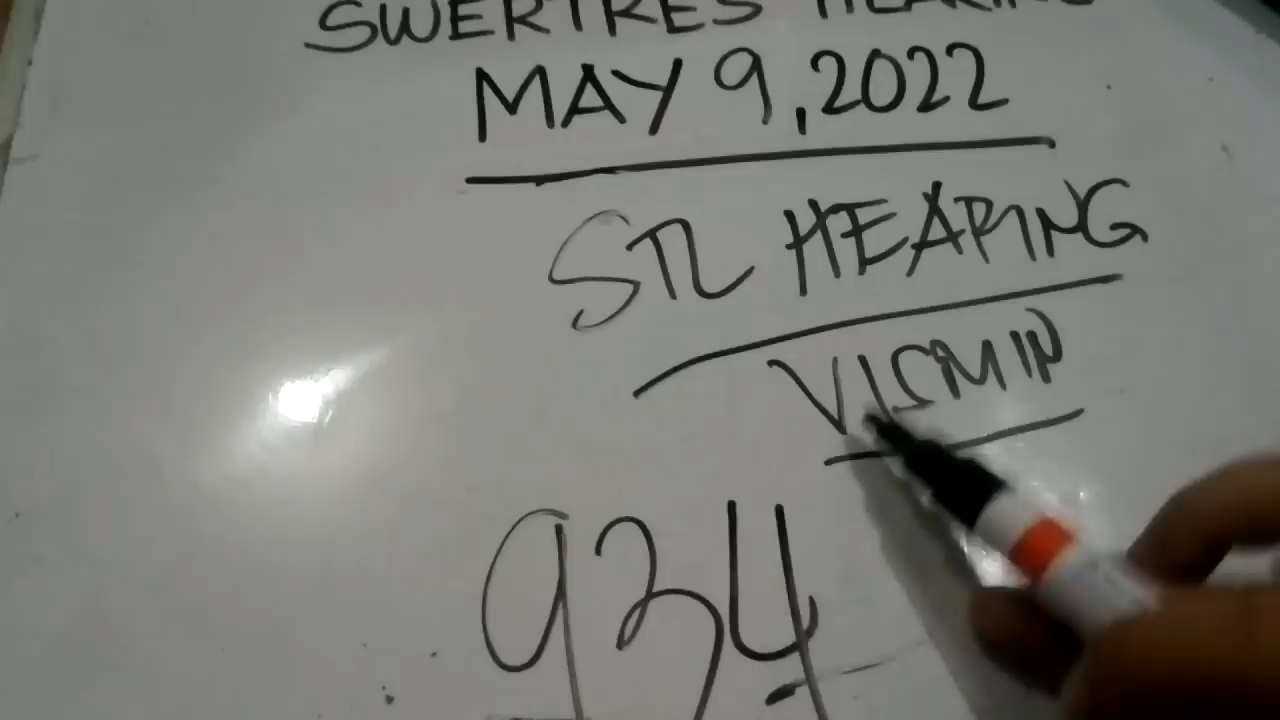 SWERTRES HEARING
MAY 9, 2022
STL HEARING
VISMIN
934